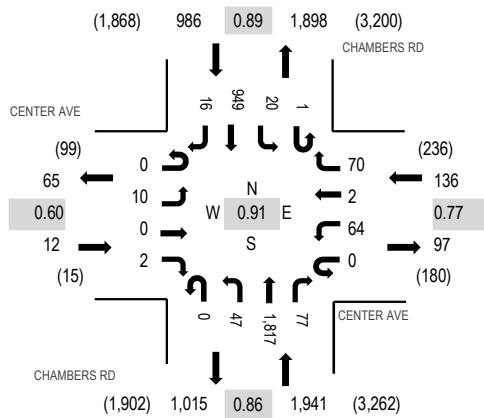 (1,868) 986 0.89 1,898 (3,200)
CHAMBERS RD
CENTER AVE
16 949 20 1
(99) 0 70 (236)
65 10 2 136
N
0.60 W 0.91 E 0.77
S
12 0 64 97
(15) 2 0 (180)
0 47 1,817 77
CENTER AVE
CHAMBERS RD
(1,902) 1,015 0.86 1,941 (3,262)